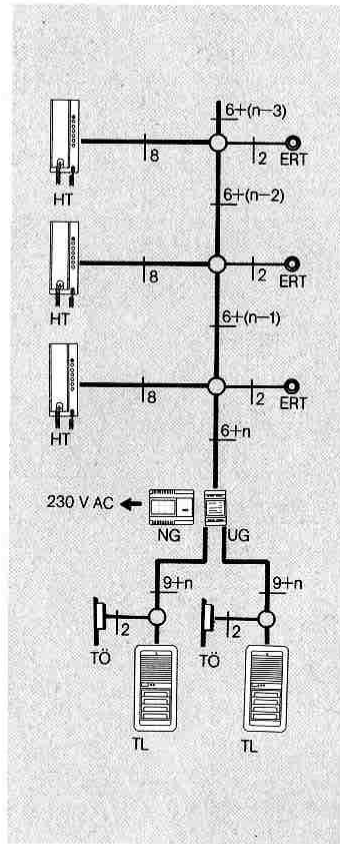 6+(n–3)
8
2
ERT
HT
6+(n–2)
8
2
ERT
HT
6+(n–1)
8
2
ERT
HT
6+n
230 V AC
NG
UG
9+n
9+n
2
2
TÖ
TÖ
TL
TL